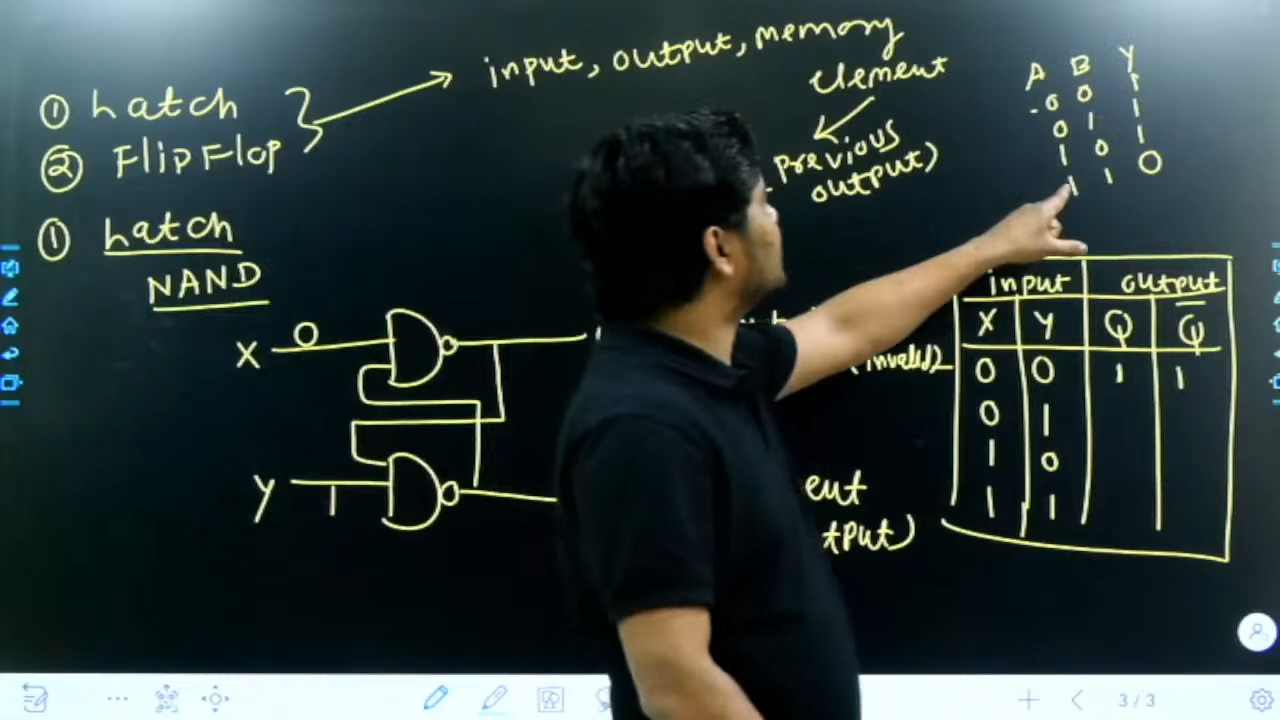 ① Latch
② FlipFlop
input, output, memory
element
previous
output)
① Latch
NAND
X 0
Y 1
(invalid)
ent
tput)
A B Y
0 0 1
0 1 1
1 0 1
1 1 0
input output
X Y Q Q̅
0 0 1 1
0 1
1 0
1 1
3/3